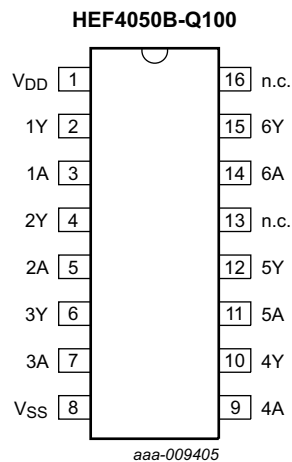 HEF4050B-Q100
VDD 1 16 n.c.
1Y 2 15 6Y
1A 3 14 6A
2Y 4 13 n.c.
2A 5 12 5Y
3Y 6 11 5A
3A 7 10 4Y
VSS 8 9 4A
aaa-009405